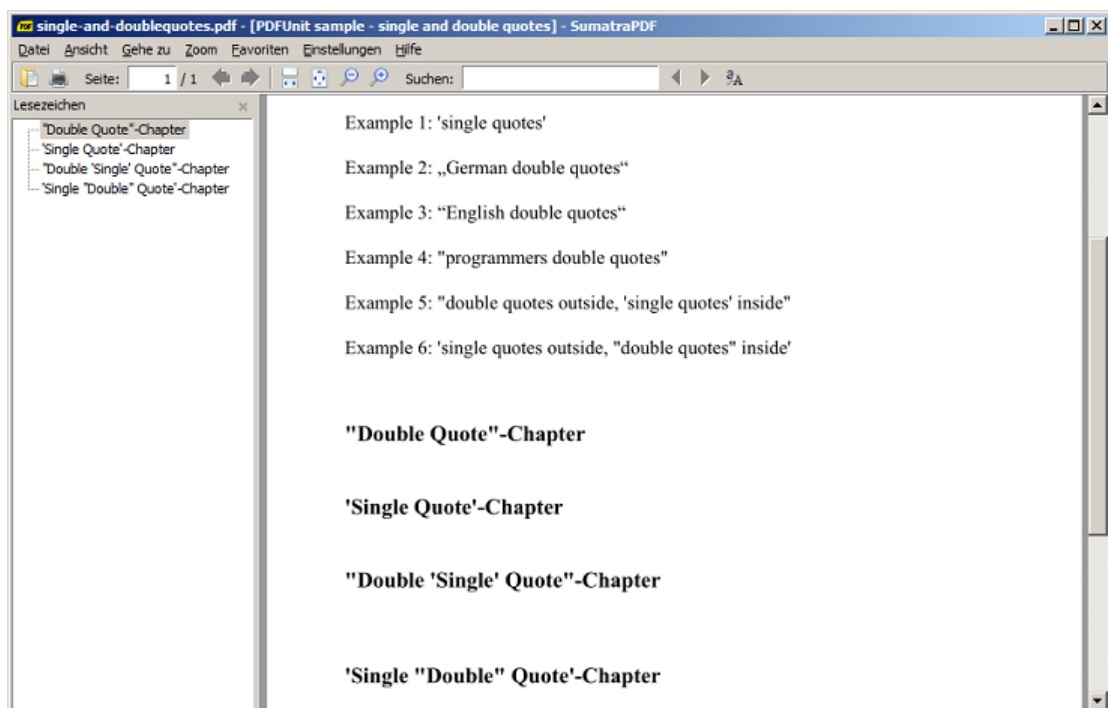 single-and-doublequotes.pdf - [PDFUnit sample - single and double quotes] - SumatraPDF
Datei Ansicht Gehe zu Zoom Favoriten Einstellungen Hilfe
Seite: 1 / 1 Suchen: ªA
Lesezeichen
"Double Quote"-Chapter
'Single Quote'-Chapter
"Double 'Single' Quote"-Chapter
'Single "Double" Quote'-Chapter
Example 1: 'single quotes'
Example 2: „German double quotes“
Example 3: “English double quotes“
Example 4: "programmers double quotes"
Example 5: "double quotes outside, 'single quotes' inside"
Example 6: 'single quotes outside, "double quotes" inside'
"Double Quote"-Chapter
'Single Quote'-Chapter
"Double 'Single' Quote"-Chapter
'Single "Double" Quote'-Chapter